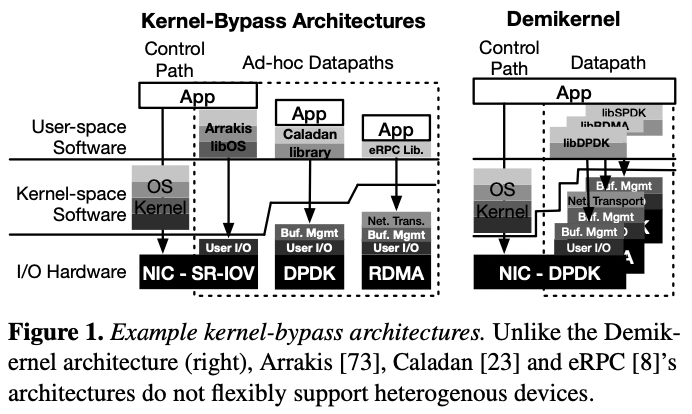 Kernel-Bypass Architectures
Demikernel
Control Path
Ad-hoc Datapaths
Control Path
Datapath
App
App
App
App
User-space Software
Arrakis libOS
Caladan library
eRPC Lib.
libSPDK
libRDMA
libDPDK
Kernel-space Software
OS
Kernel
OS
Kernel
Net. Trans.
Buf. Mgmt
Buf. Mgmt
User I/O
User I/O
User I/O
Buf. Mgmt
Net. Transport
Buf. Mgmt
Buf. Mgmt
User I/O
I/O Hardware
NIC - SR-IOV
DPDK
RDMA
NIC - DPDK
K
A
Figure 1. Example kernel-bypass architectures. Unlike the Demik-
ernel architecture (right), Arrakis [73], Caladan [23] and eRPC [8]'s
architectures do not flexibly support heterogenous devices.